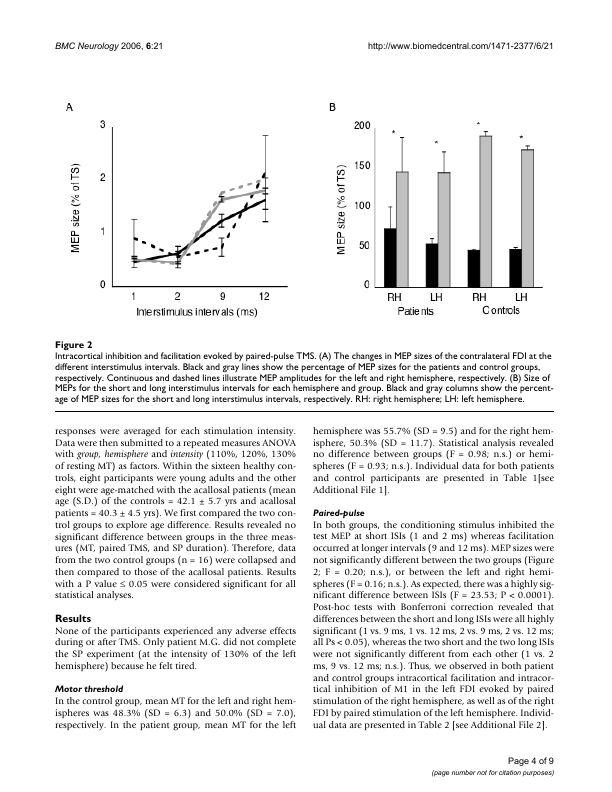 BMC Neurology 2006, 6:21
http://www.biomedcentral.com/1471-2377/6/21
A
3
2
1
0
MEP size (% of TS)
1 2 9 12
Interstimulus intervals (ms)
B
200
150
100
50
0
MEP size (% of TS)
* * * *
RH LH RH LH
Patients Controls
Figure 2
Intracortical inhibition and facilitation evoked by paired-pulse TMS. (A) The changes in MEP sizes of the contralateral FDI at the
different interstimulus intervals. Black and gray lines show the percentage of MEP sizes for the patients and control groups,
respectively. Continuous and dashed lines illustrate MEP amplitudes for the left and right hemisphere, respectively. (B) Size of
MEPs for the short and long interstimulus intervals for each hemisphere and group. Black and gray columns show the percent-
age of MEP sizes for the short and long interstimulus intervals, respectively. RH: right hemisphere; LH: left hemisphere.
responses were averaged for each stimulation intensity.
Data were then submitted to a repeated measures ANOVA
with group, hemisphere and intensity (110%, 120%, 130%
of resting MT) as factors. Within the sixteen healthy con-
trols, eight participants were young adults and the other
eight were age-matched with the acallosal patients (mean
age (S.D.) of the controls = 42.1 ± 5.7 yrs and acallosal
patients = 40.3 ± 4.5 yrs). We first compared the two con-
trol groups to explore age difference. Results revealed no
significant difference between groups in the three meas-
ures (MT, paired TMS, and SP duration). Therefore, data
from the two control groups (n = 16) were collapsed and
then compared to those of the acallosal patients. Results
with a P value ≤ 0.05 were considered significant for all
statistical analyses.
Results
None of the participants experienced any adverse effects
during or after TMS. Only patient M.G. did not complete
the SP experiment (at the intensity of 130% of the left
hemisphere) because he felt tired.
Motor threshold
In the control group, mean MT for the left and right hem-
ispheres was 48.3% (SD = 6.3) and 50.0% (SD = 7.0),
respectively. In the patient group, mean MT for the left
hemisphere was 55.7% (SD = 9.5) and for the right hem-
isphere, 50.3% (SD = 11.7). Statistical analysis revealed
no difference between groups (F = 0.98; n.s.) or hemi-
spheres (F = 0.93; n.s.). Individual data for both patients
and control participants are presented in Table 1[see
Additional File 1].
Paired-pulse
In both groups, the conditioning stimulus inhibited the
test MEP at short ISIs (1 and 2 ms) whereas facilitation
occurred at longer intervals (9 and 12 ms). MEP sizes were
not significantly different between the two groups (Figure
2; F = 0.20; n.s.), or between the left and right hemi-
spheres (F = 0.16; n.s.). As expected, there was a highly sig-
nificant difference between ISIs (F = 23.53; P < 0.0001).
Post-hoc tests with Bonferroni correction revealed that
differences between the short and long ISIs were all highly
significant (1 vs. 9 ms, 1 vs. 12 ms, 2 vs. 9 ms, 2 vs. 12 ms;
all Ps < 0.05), whereas the two short and the two long ISIs
were not significantly different from each other (1 vs. 2
ms, 9 vs. 12 ms; n.s.). Thus, we observed in both patient
and control groups intracortical facilitation and intracor-
tical inhibition of M1 in the left FDI evoked by paired
stimulation of the right hemisphere, as well as of the right
FDI by paired stimulation of the left hemisphere. Individ-
ual data are presented in Table 2 [see Additional File 2].
Page 4 of 9
(page number not for citation purposes)